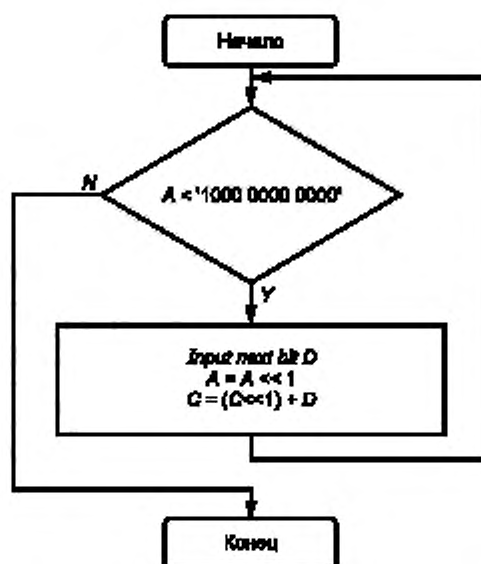 Начало
N
A < "1000 0000 0000"
Y
Input next bit D
A = A << 1
C = (C<<1) + D
Конец